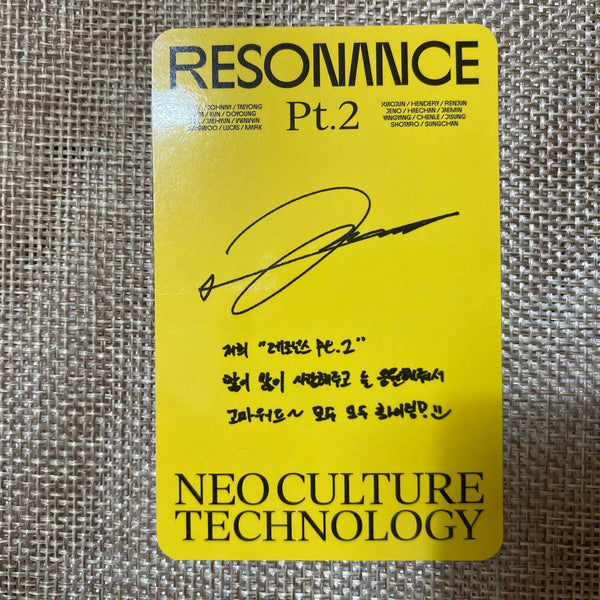 RESONANCE
Pt.2
/ JOHNNY / TAEYONG
/ KUN / DOYOUNG
/ JAEHYUN / WINWIN
/ LUCAS / MARK
XIAOJUN / HENDERY / RENJUN
JENO / HAECHAN / JAEMIN
YANGYANG / CHENLE / JISUNG
SHOTARO / SUNGCHAN
저희 "레조넌스 Pt.2"
많이 많이 사랑해주고 늘 응원해줘서
고마워요~ 모두 모두 화이팅!
NEO CULTURE
TECHNOLOGY